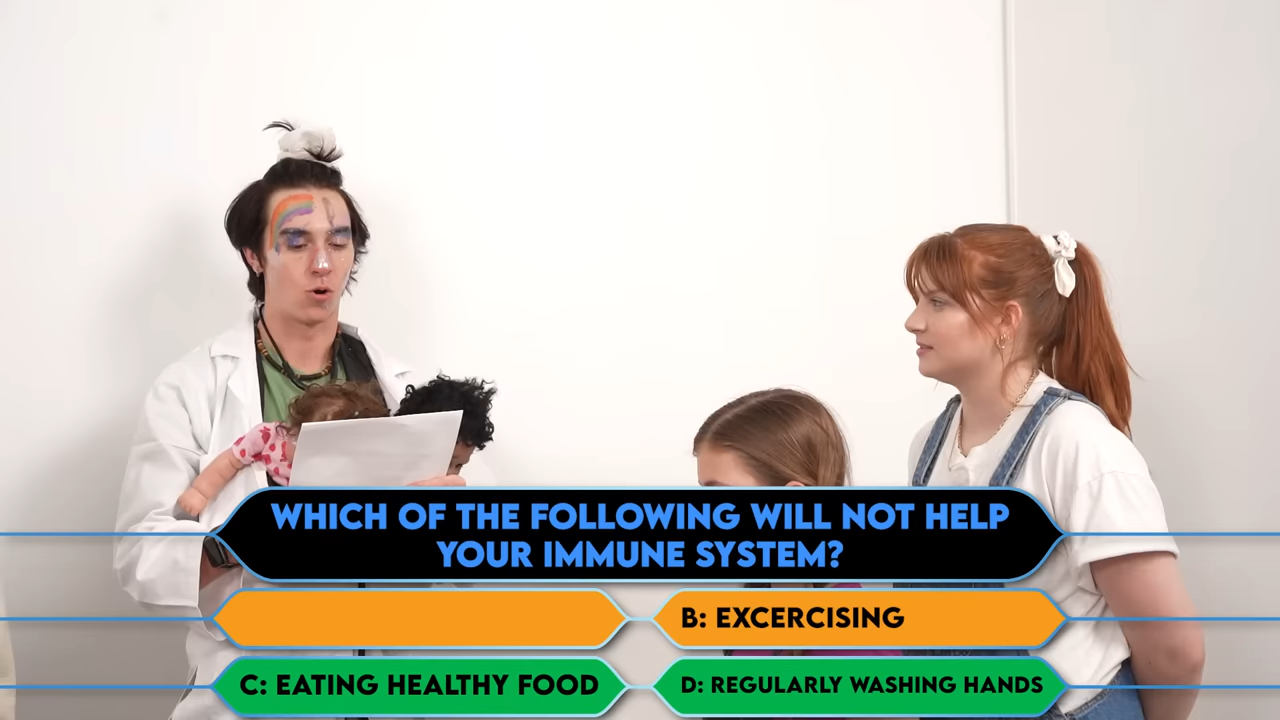 WHICH OF THE FOLLOWING WILL NOT HELP
YOUR IMMUNE SYSTEM?
B: EXCERCISING
C: EATING HEALTHY FOOD
D: REGULARLY WASHING HANDS